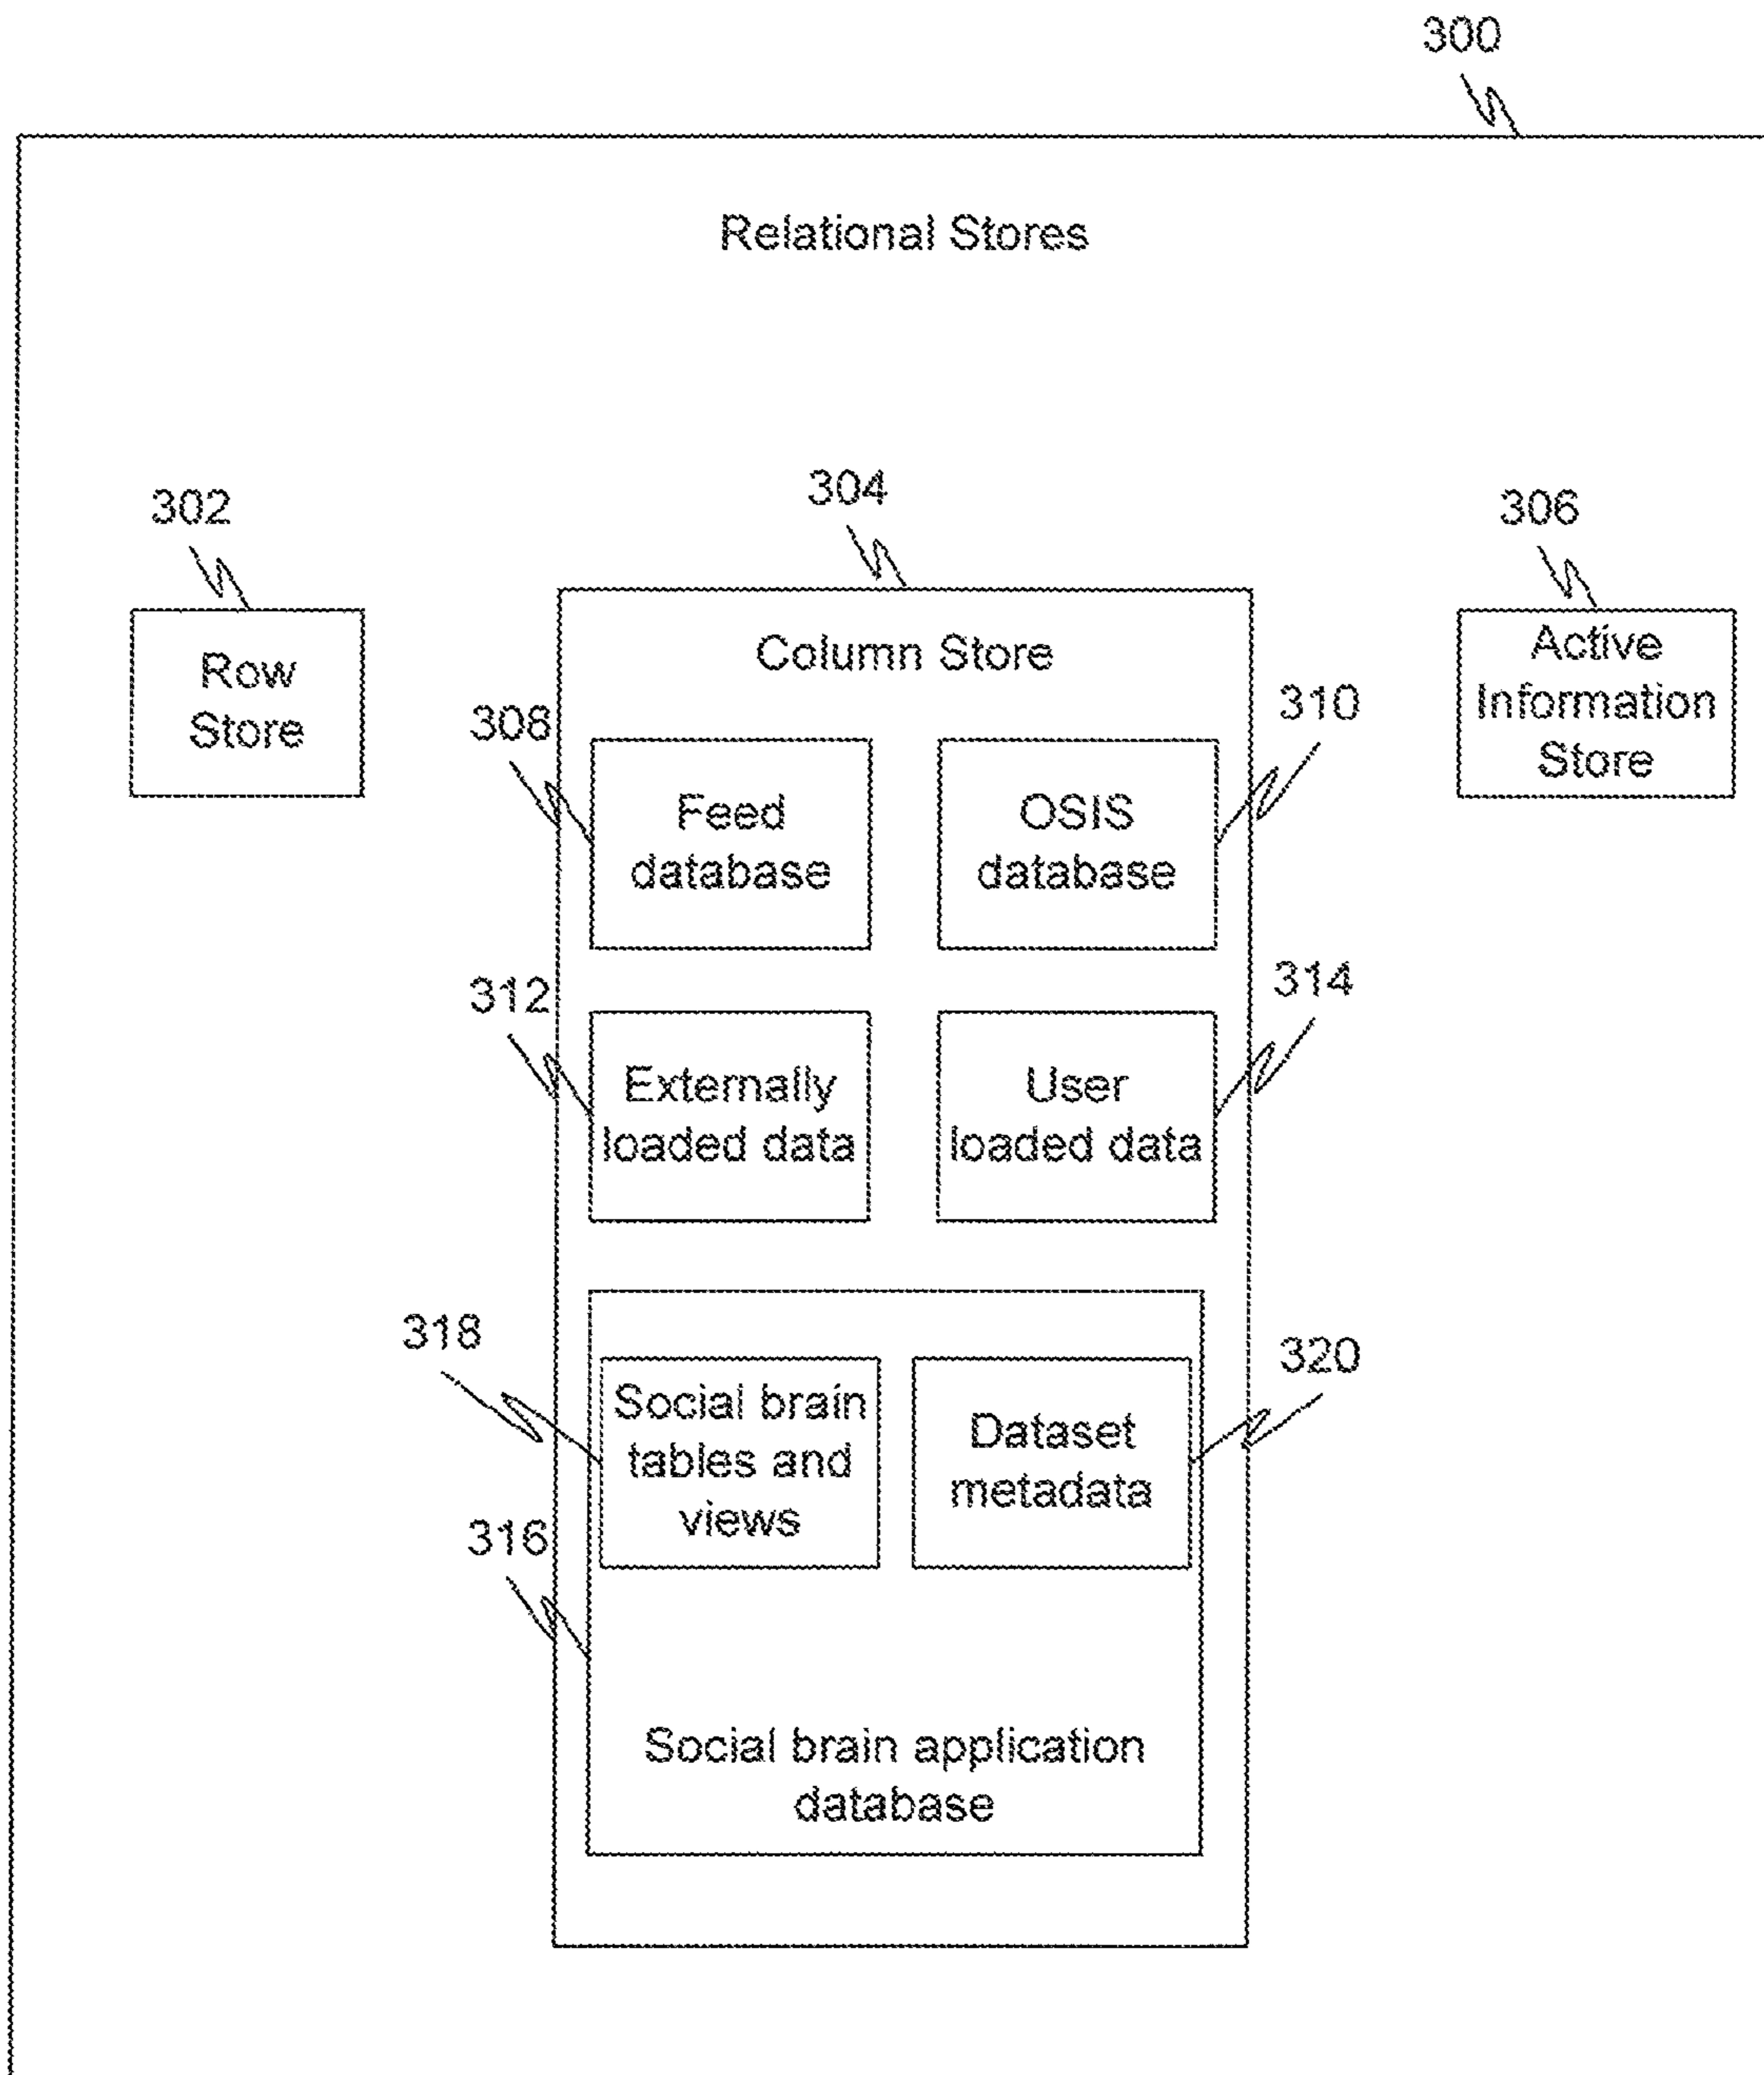 300
Relational Stores
302
304
306
Row
Store
Column Store
Active
Information
Store
308
310
Feed
database
OSIS
database
312
314
Externally
loaded data
User
loaded data
318
320
Social brain
tables and
views
Dataset
metadata
316
Social brain application
database